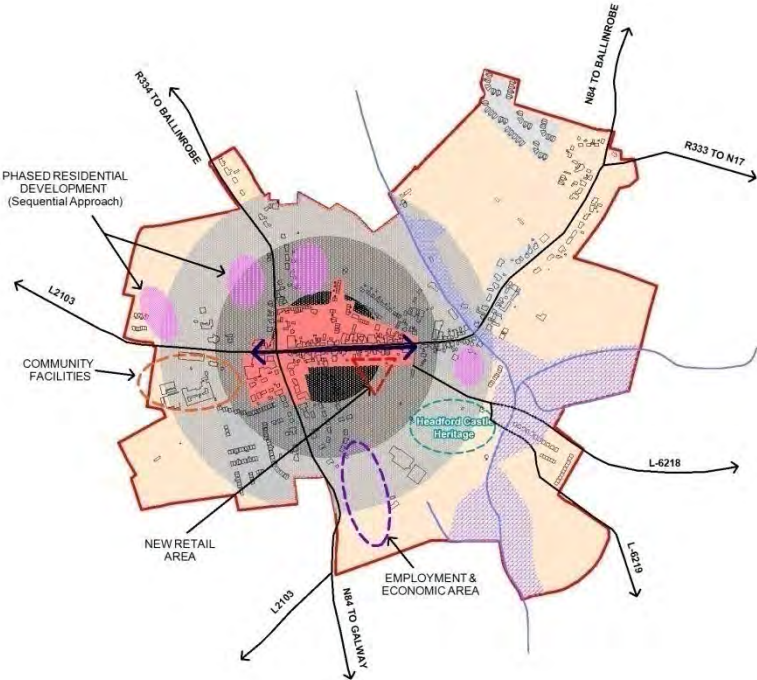 N84 TO BALLINROBE
R334 TO BALLINROBE
R333 TO N17
PHASED RESIDENTIAL
DEVELOPMENT
(Sequential Approach)
L2103
COMMUNITY
FACILITIES
Headford Castle
Heritage
L-6218
NEW RETAIL
AREA
EMPLOYMENT &
ECONOMIC AREA
L-6219
L2103
N84 TO GALWAY